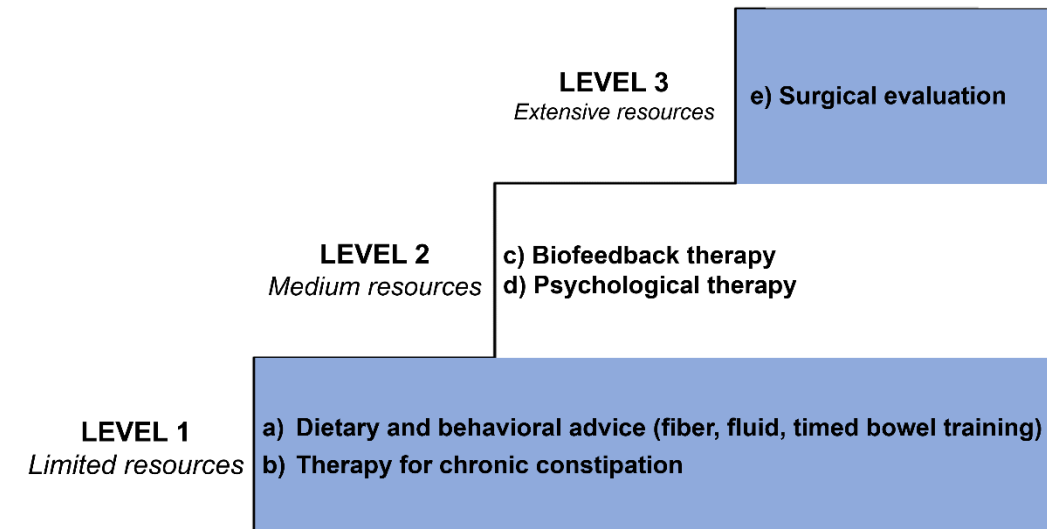 LEVEL 3
Extensive resources
e) Surgical evaluation
LEVEL 2
Medium resources
c) Biofeedback therapy
d) Psychological therapy
LEVEL 1
Limited resources
a) Dietary and behavioral advice (fiber, fluid, timed bowel training)
b) Therapy for chronic constipation